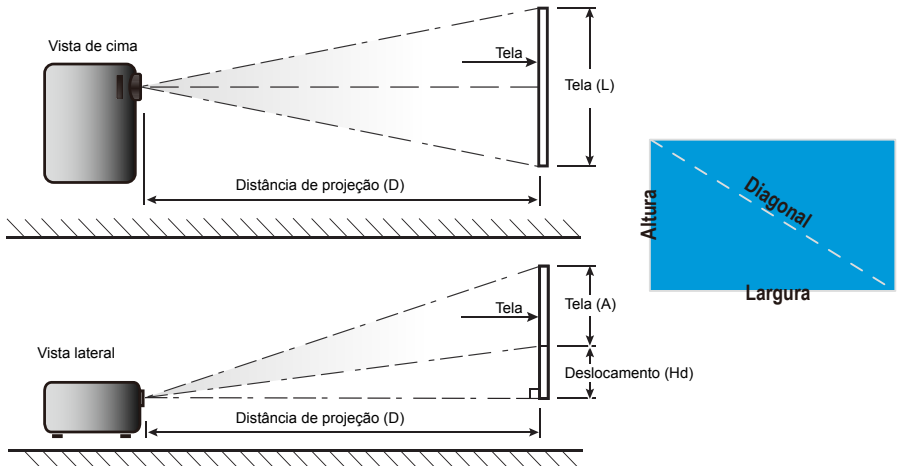 Vista de cima
Tela
Tela (L)
Distância de projeção (D)
Altura
Diagonal
Largura
Tela (A)
Tela
Vista lateral
Deslocamento (Hd)
Distância de projeção (D)